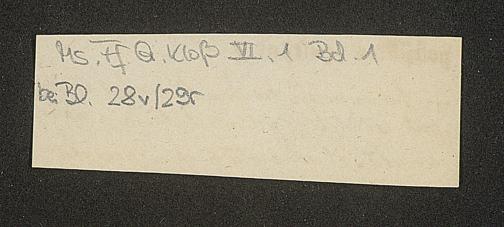 Ms. Ff Q. Kloß VI. 1 Bd. 1
bei Bl. 28v/29r